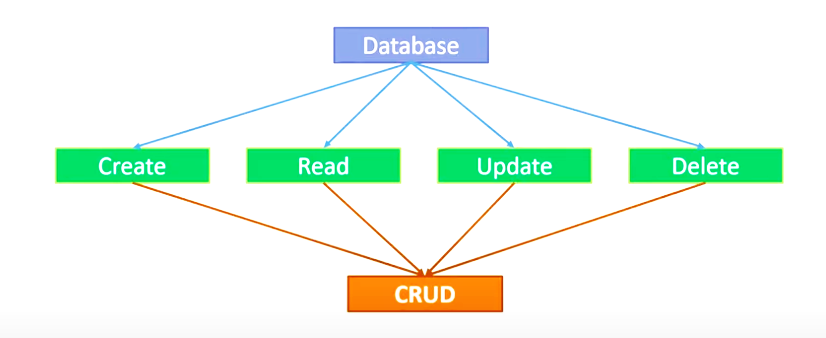 Database
Create
Read
Update
Delete
CRUD